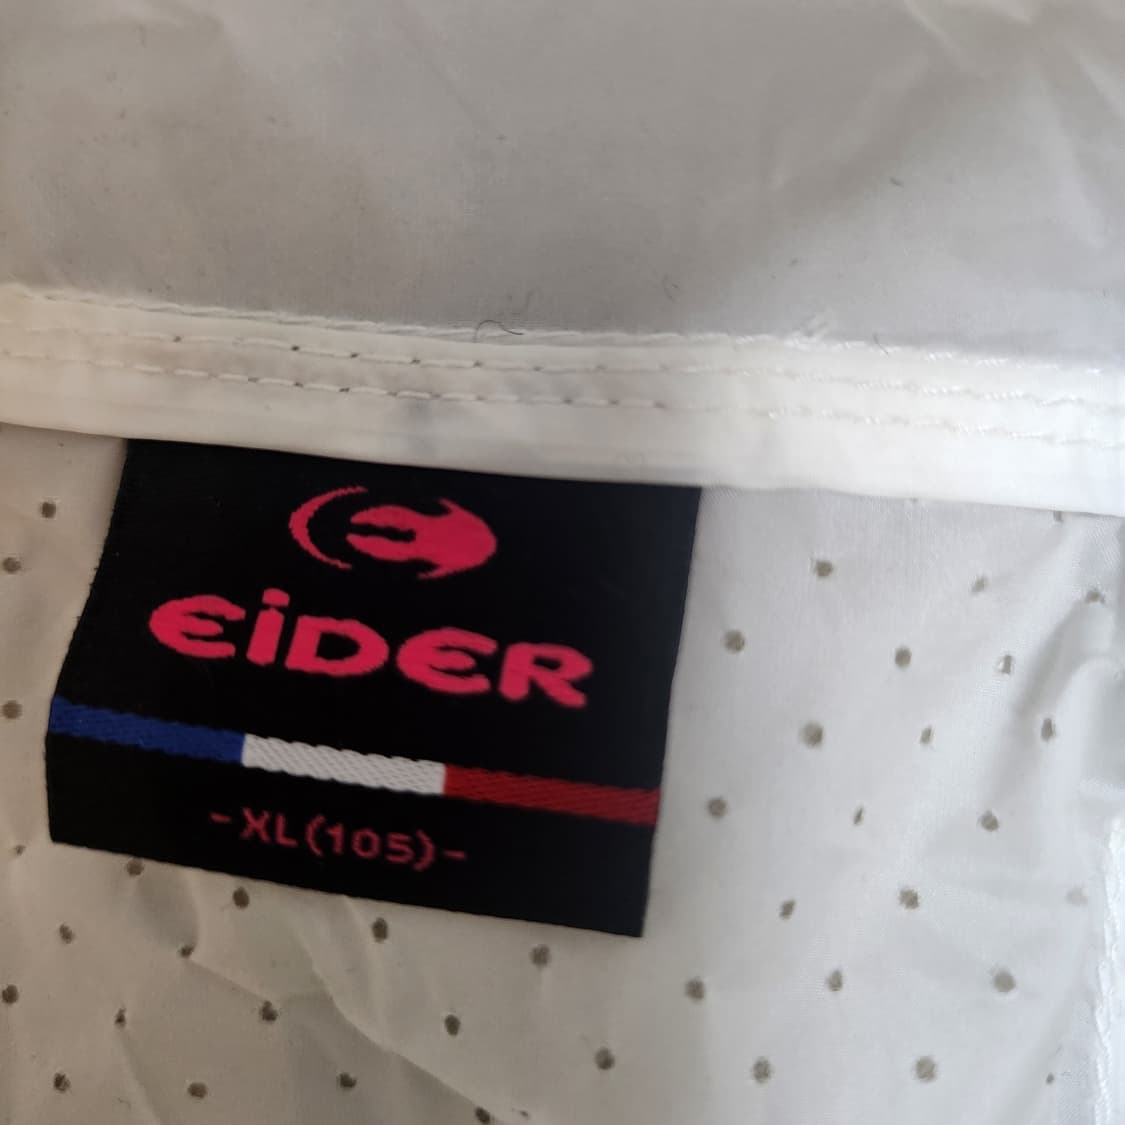 EiDER
-XL(105)-